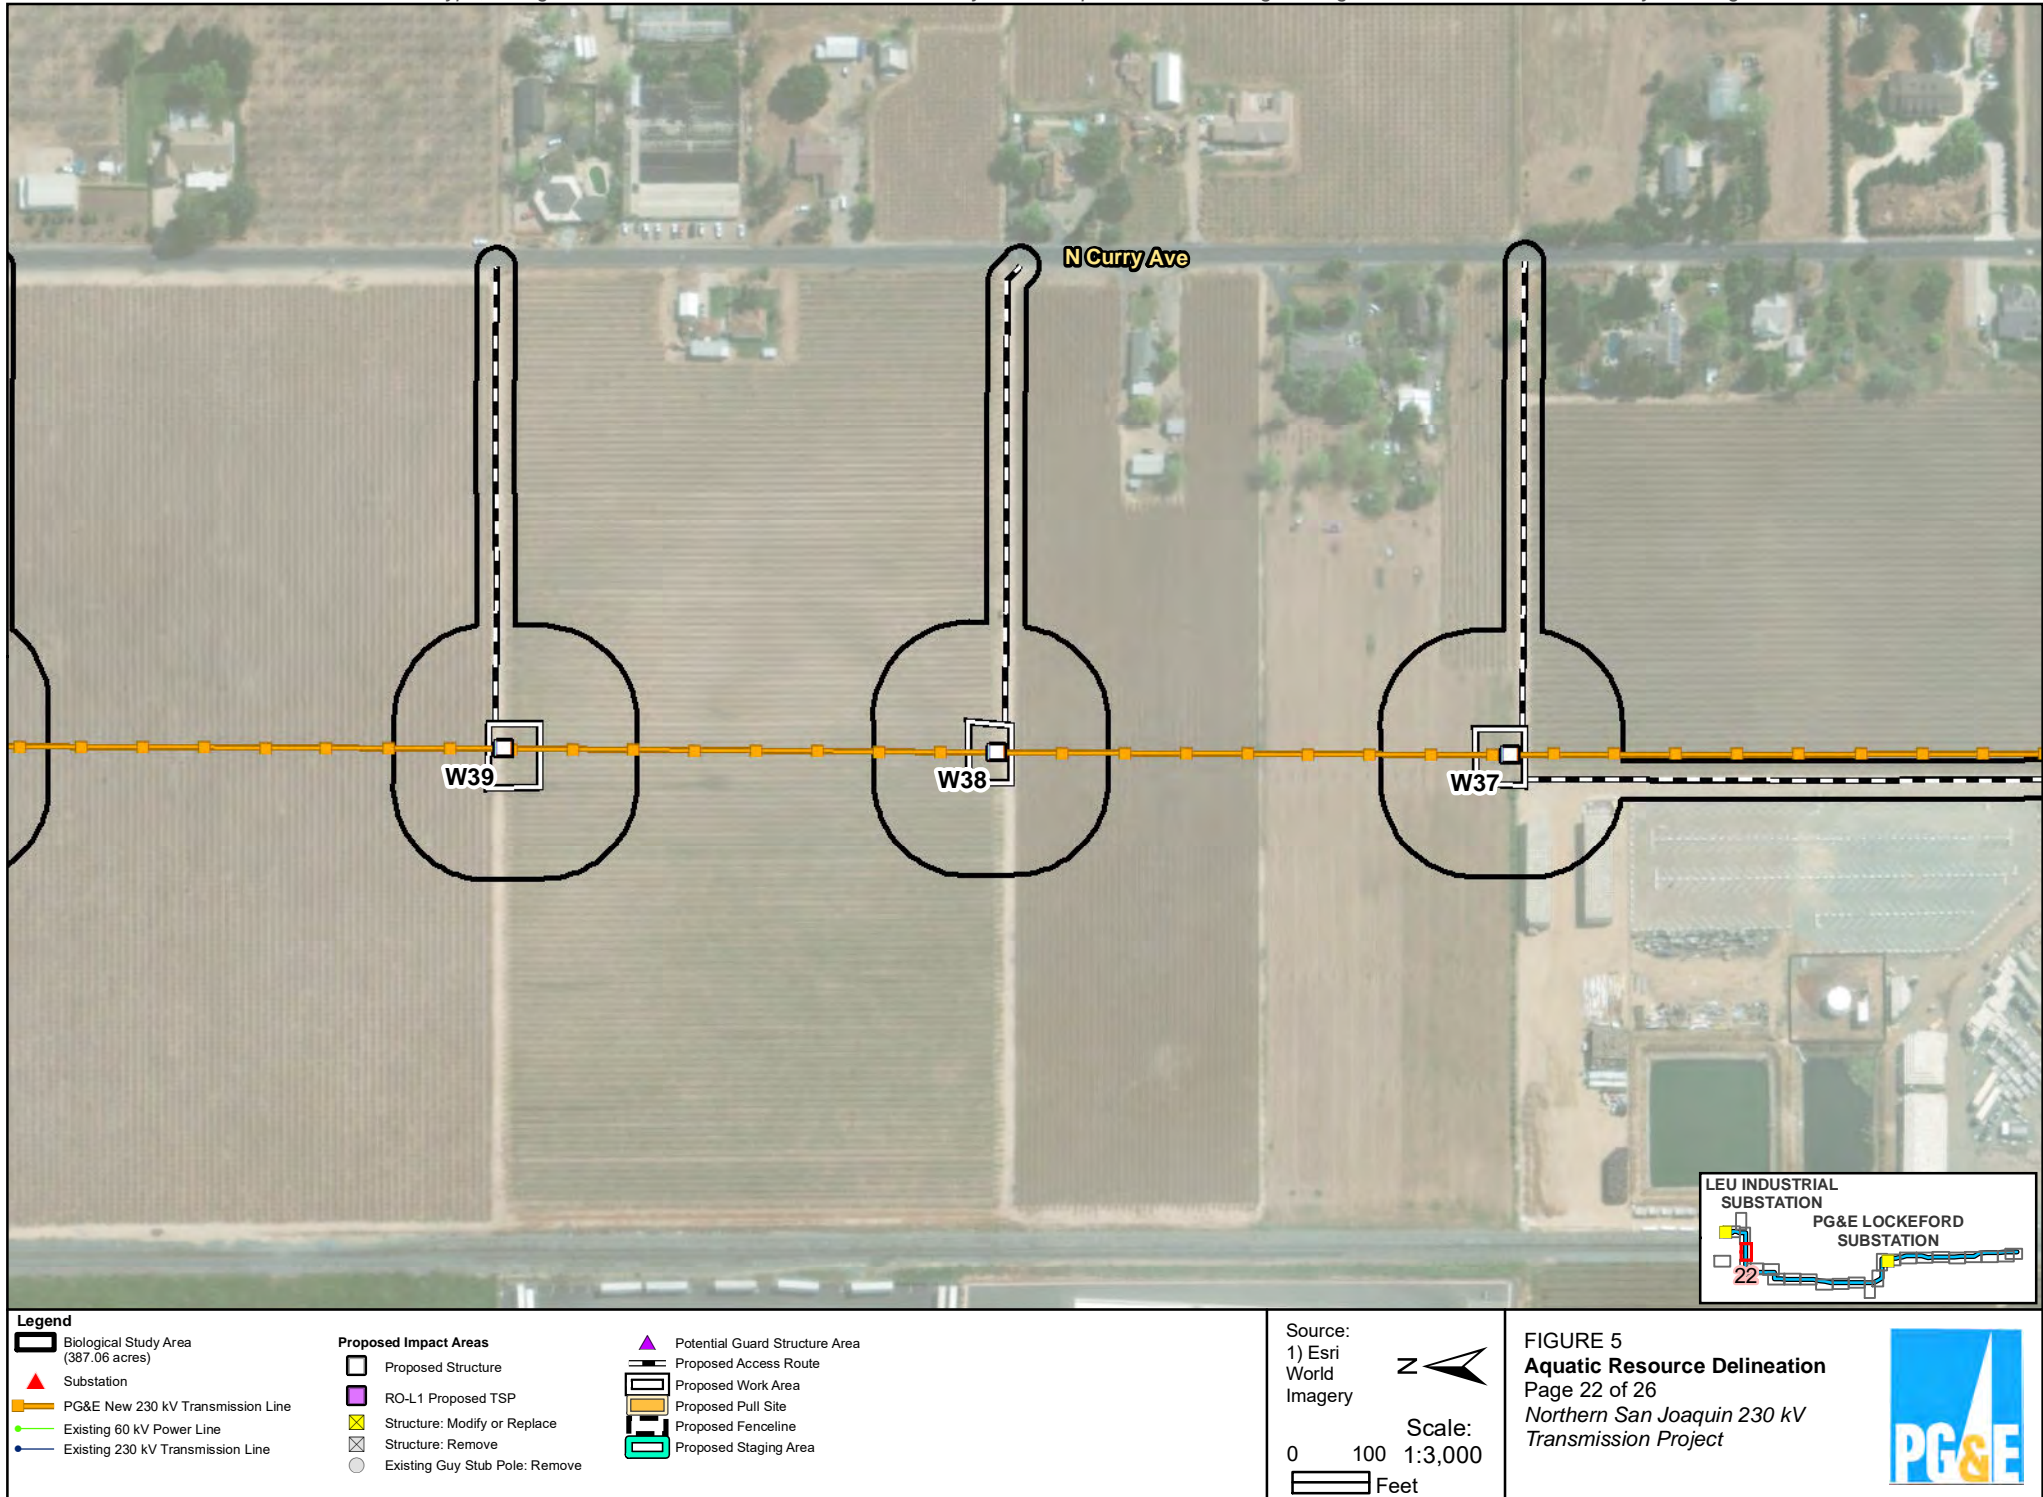 N Curry Ave
W39
W38
W37
LEU INDUSTRIAL
SUBSTATION
PG&E LOCKEFORD
SUBSTATION
22
Legend
Biological Study Area
(387.06 acres)
Substation
PG&E New 230 kV Transmission Line
Existing 60 kV Power Line
Existing 230 kV Transmission Line
Proposed Impact Areas
Proposed Structure
RO-L1 Proposed TSP
Structure: Modify or Replace
Structure: Remove
Existing Guy Stub Pole: Remove
Potential Guard Structure Area
Proposed Access Route
Proposed Work Area
Proposed Pull Site
Proposed Fenceline
Proposed Staging Area
Source:
1) Esri
World
Imagery
N
Scale:
0 100 1:3,000
Feet
FIGURE 5
Aquatic Resource Delineation
Page 22 of 26
Northern San Joaquin 230 kV
Transmission Project
PG&E